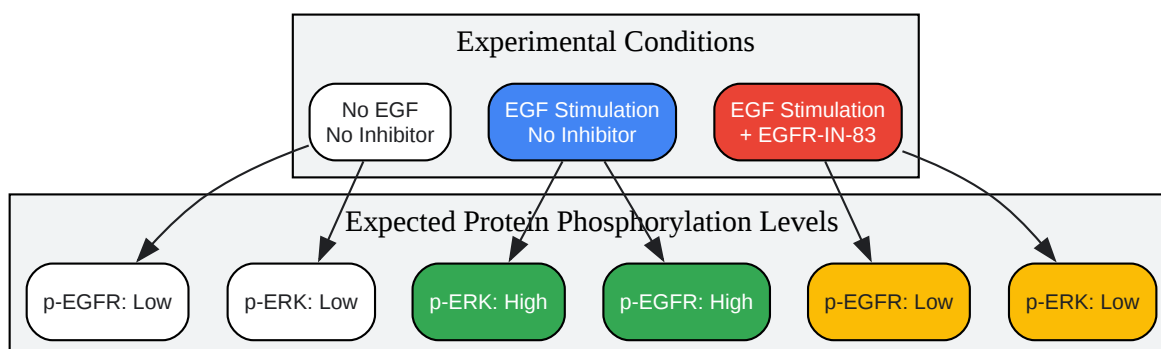 Experimental Conditions
No EGF
No Inhibitor
EGF Stimulation
No Inhibitor
EGF Stimulation
+ EGFR-IN-83
Expected Protein Phosphorylation Levels
p-EGFR: Low
p-ERK: Low
p-ERK: High
p-EGFR: High
p-EGFR: Low
p-ERK: Low